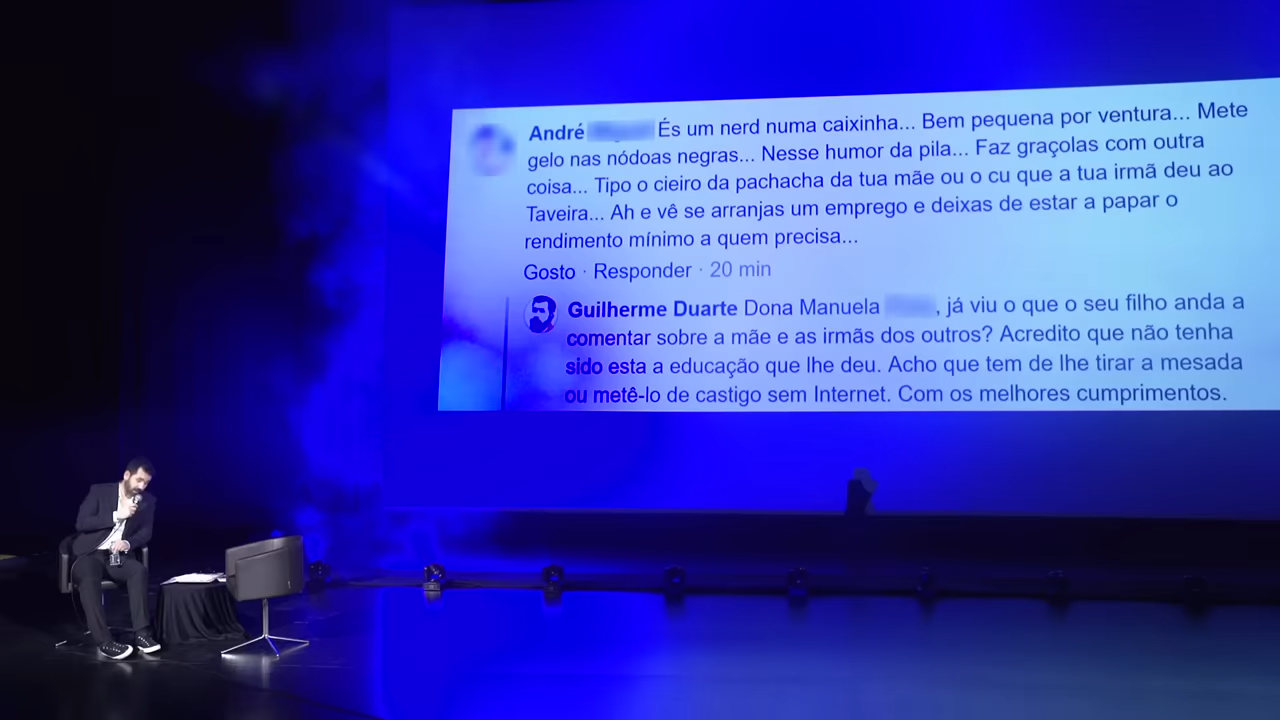 André És um nerd numa caixinha... Bem pequena por ventura... Mete
gelo nas nódoas negras... Nesse humor da pila... Faz graçolas com outra
coisa... Tipo o cieiro da pachacha da tua mãe ou o cu que a tua irmã deu ao
Taveira... Ah e vê se arranjas um emprego e deixas de estar a papar o
rendimento mínimo a quem precisa...
Gosto · Responder · 20 min
Guilherme Duarte Dona Manuela , já viu o que o seu filho anda a
comentar sobre a mãe e as irmãs dos outros? Acredito que não tenha
sido esta a educação que lhe deu. Acho que tem de lhe tirar a mesada
ou metê-lo de castigo sem Internet. Com os melhores cumprimentos.